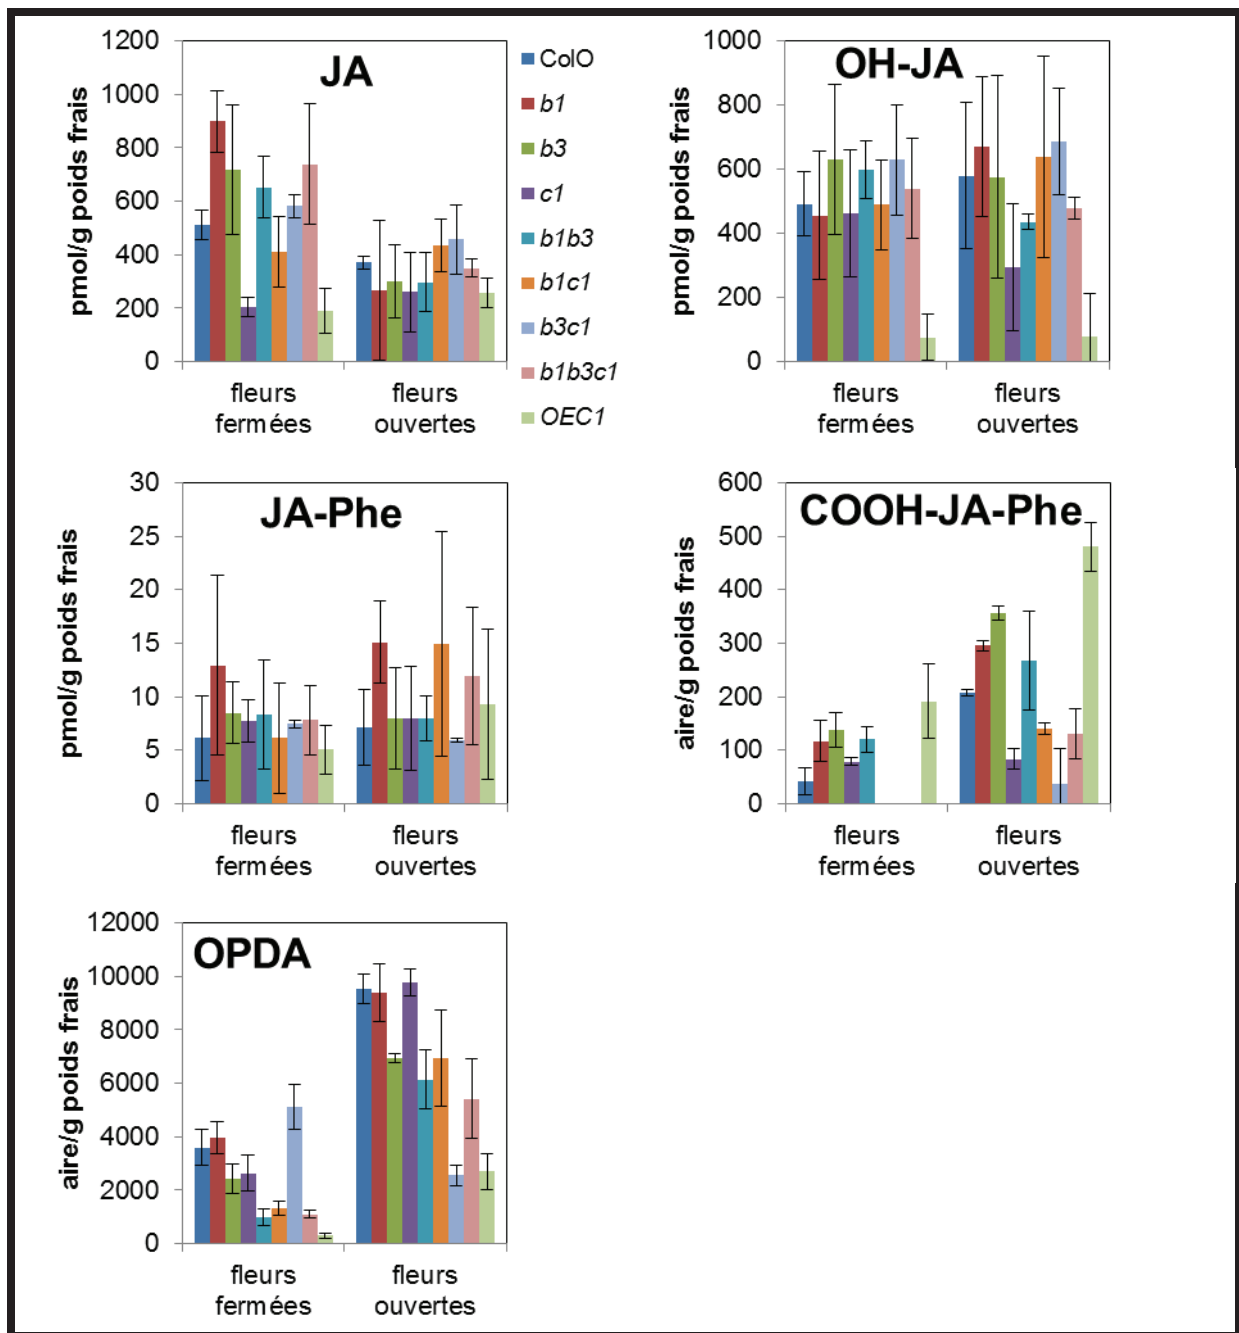 JA
pmol/g poids frais
1200
1000
800
600
400
200
0
fleurs
fermées
fleurs
ouvertes
ColO
b1
b3
c1
b1b3
b1c1
b3c1
b1b3c1
OEC1
OH-JA
pmol/g poids frais
1000
800
600
400
200
0
fleurs
fermées
fleurs
ouvertes
JA-Phe
pmol/g poids frais
30
25
20
15
10
5
0
fleurs
fermées
fleurs
ouvertes
COOH-JA-Phe
aire/g poids frais
600
500
400
300
200
100
0
fleurs
fermées
fleurs
ouvertes
OPDA
aire/g poids frais
12000
10000
8000
6000
4000
2000
0
fleurs
fermées
fleurs
ouvertes